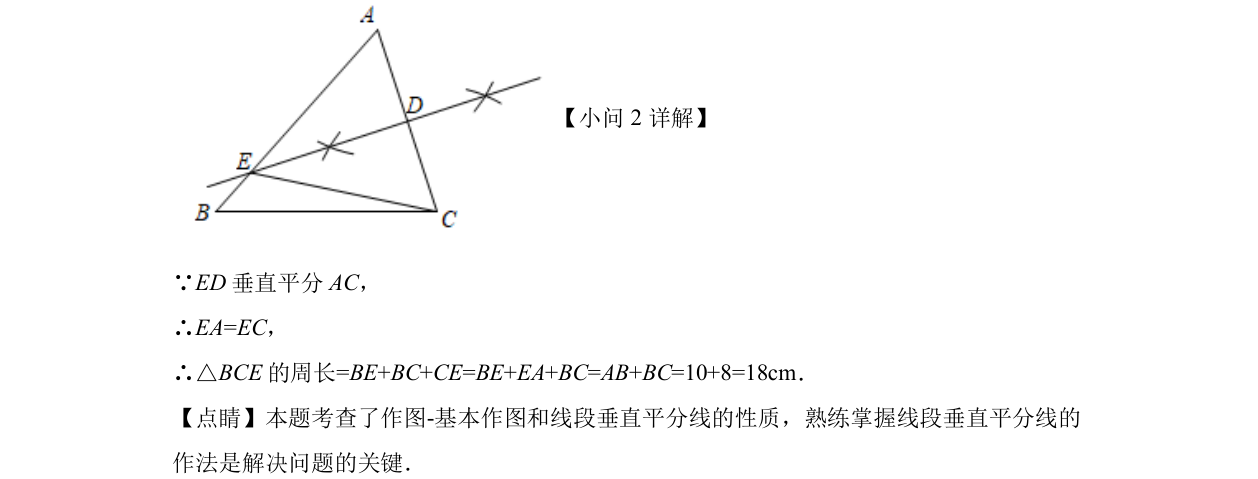 A
D
【小问 2 详解】
E
B
C
∵ED 垂直平分 AC，
∴EA=EC，
∴△BCE 的周长=BE+BC+CE=BE+EA+BC=AB+BC=10+8=18cm．
【点睛】本题考查了作图-基本作图和线段垂直平分线的性质，熟练掌握线段垂直平分线的
作法是解决问题的关键．